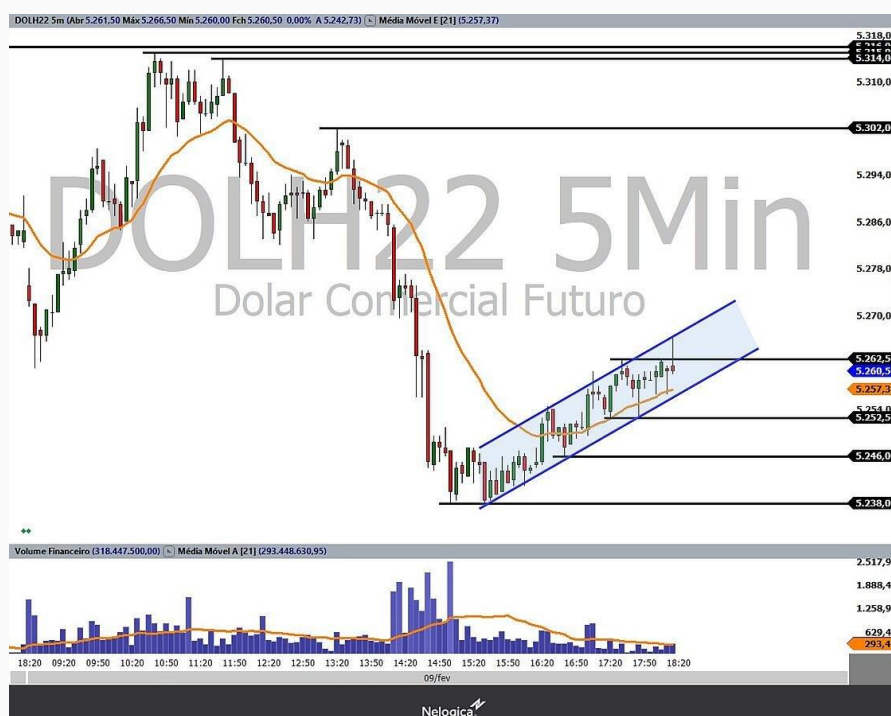 DOLH22 5m (Abr 5.261,50 Máx 5.266,50 Mín 5.260,00 Fch 5.260,50 0.00% A 5.242,73) Média Móvel E [21] (5.257,37)
5.318,0
5.314,0
5.310,0
5.302,0
5.294,0
5.286,0
5.278,0
5.270,0
5.262,5
5.260,5
5.257,3
5.254,0
5.252,5
5.246,0
5.238,0
DOLH22 5Min
Dolar Comercial Futuro
Volume Financeiro (318.447.500,00) Média Móvel A [21] (293.448.630,95)
2.517,9
1.888,4
1.258,9
629,4
293,4
18:20 09:20 09:50 10:20 10:50 11:20 11:50 12:20 12:50 13:20 13:50 14:20 14:50 15:20 15:50 16:20 16:50 17:20 17:50 18:20
09/fev
Nelogica